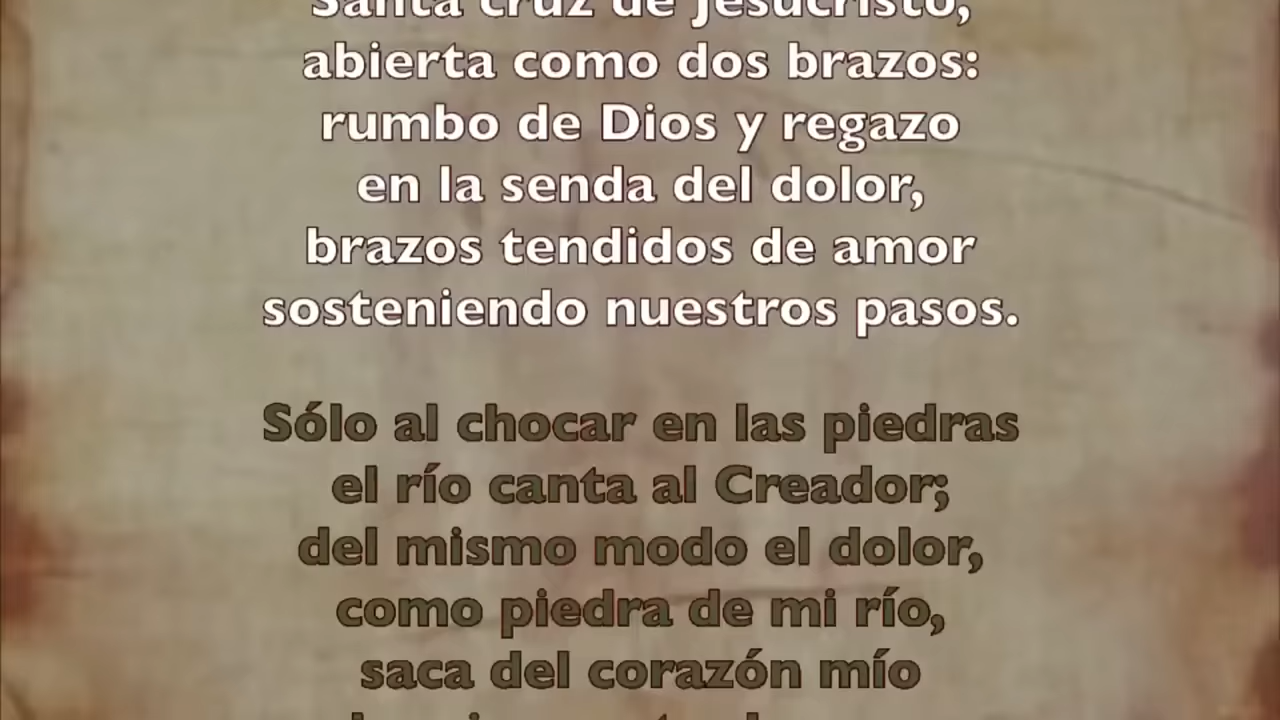 Santa cruz de Jesucristo,
abierta como dos brazos:
rumbo de Dios y regazo
en la senda del dolor,
brazos tendidos de amor
sosteniendo nuestros pasos.
Sólo al chocar en las piedras
el río canta al Creador;
del mismo modo el dolor,
como piedra de mi río,
saca del corazón mío